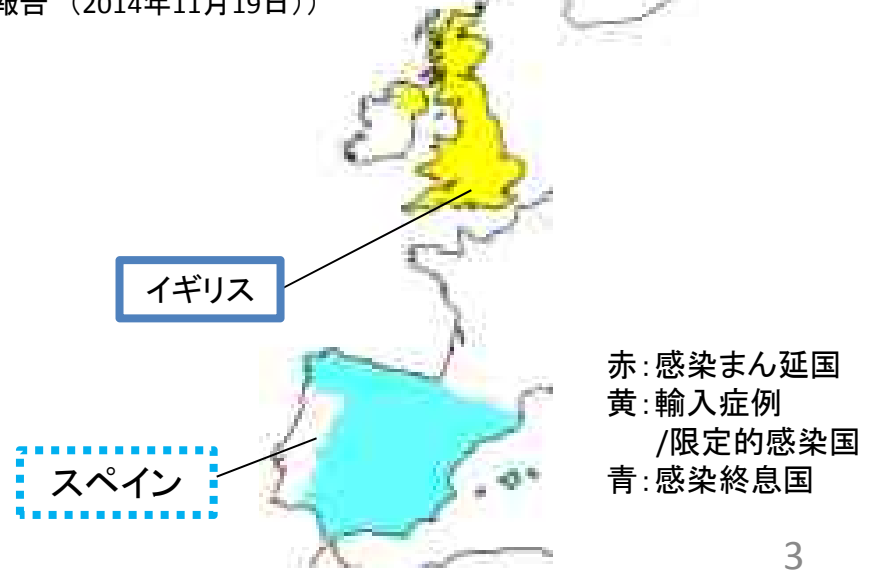 報告 （2014年11月19日））
イギリス
スペイン
赤：感染まん延国
黄：輸入症例
/限定的感染国
青：感染終息国
3